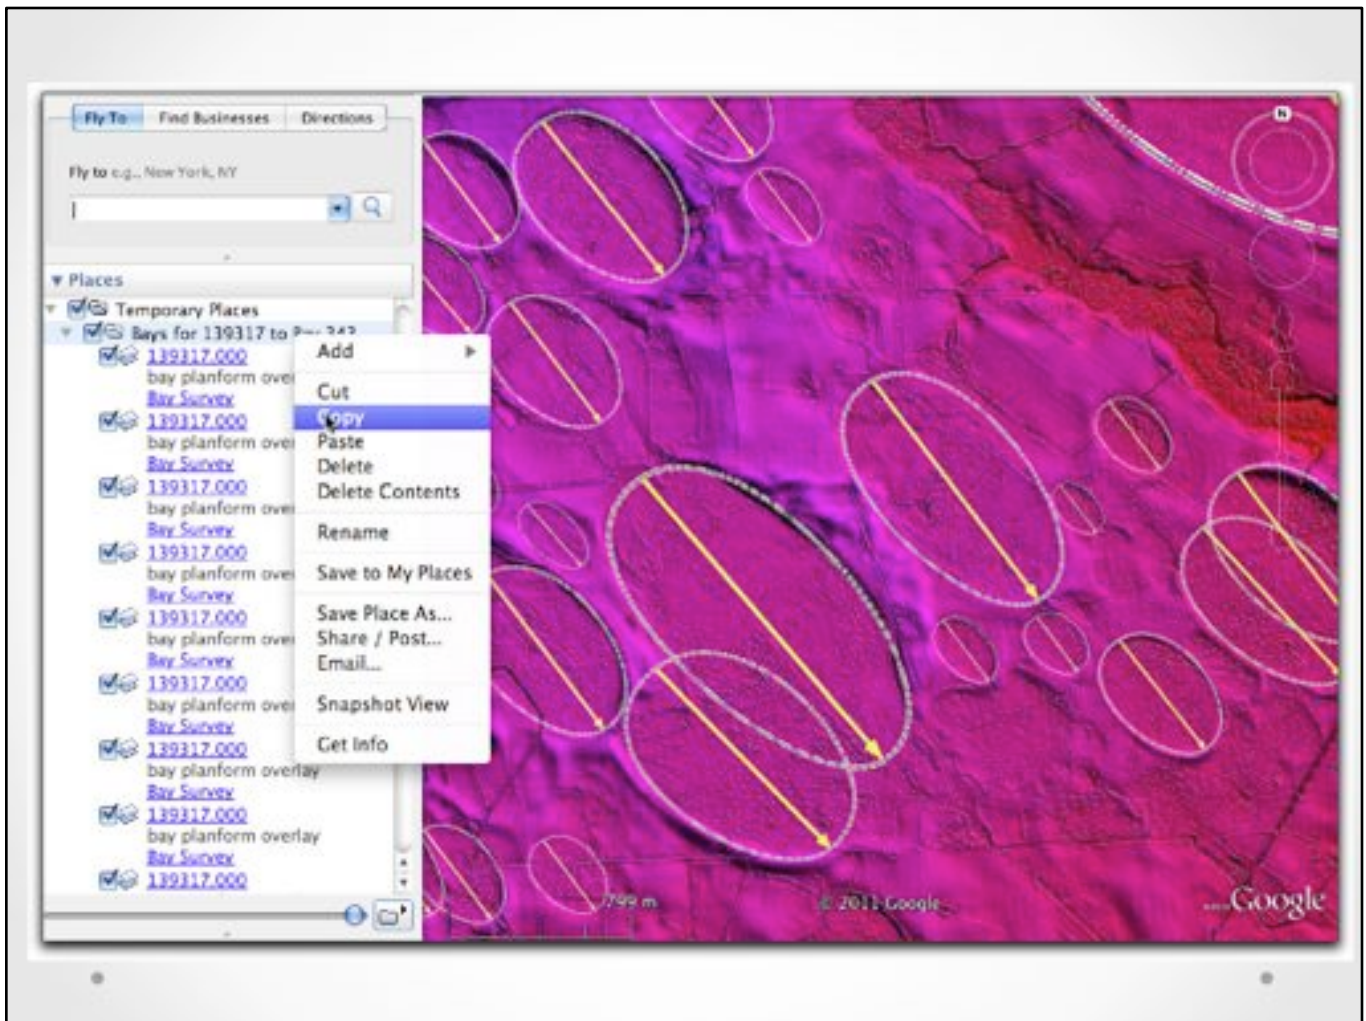 Fly To Find Businesses Directions
Fly to e.g., New York, NY
Places
Temporary Places
Bays for 139317 to Bay 343
139317.000
bay planform over
Bay Survey
139317.000
bay planform over
Bay Survey
139317.000
bay planform over
Bay Survey
139317.000
bay planform over
Bay Survey
139317.000
bay planform over
Bay Survey
139317.000
bay planform over
Bay Survey
139317.000
bay planform overlay
Bay Survey
139317.000
bay planform overlay
Bay Survey
139317.000
Add
Cut
Copy
Paste
Delete
Delete Contents
Rename
Save to My Places
Save Place As...
Share / Post...
Email...
Snapshot View
Get Info
N
799 m
© 2011 Google
Google